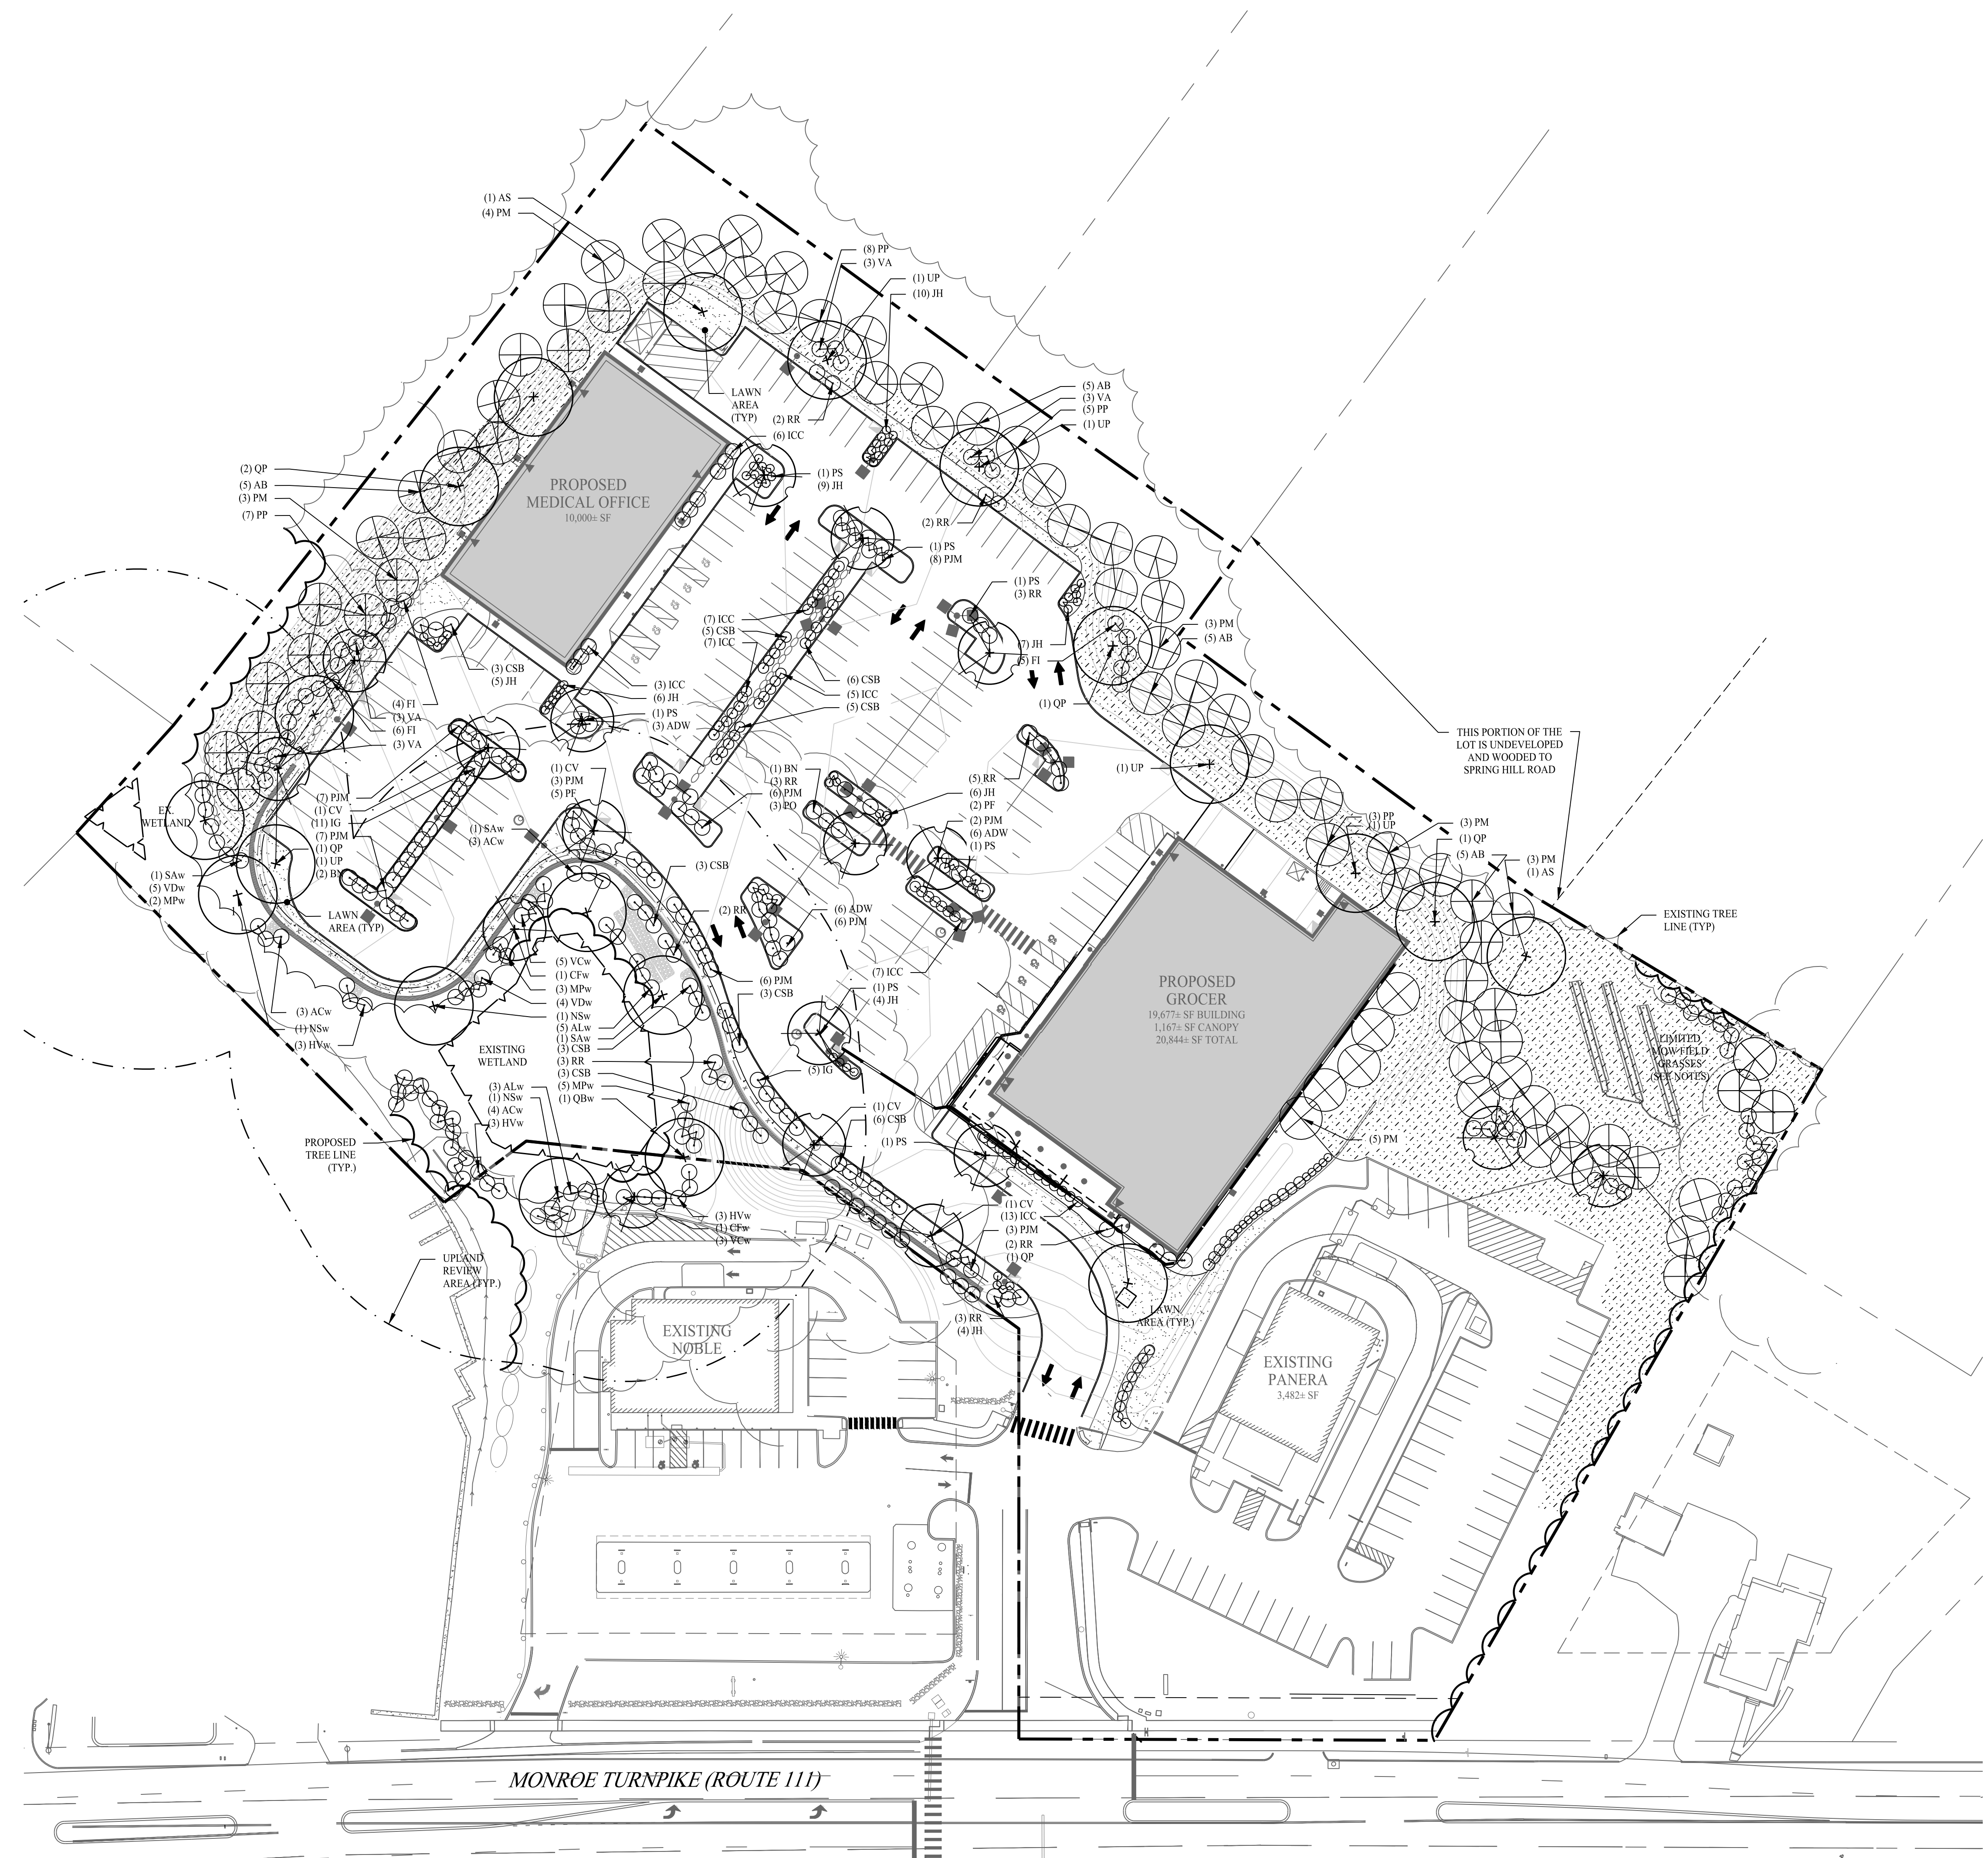 (1) AS
(4) PM
(8) PP
(3) VA
(1) UP
(10) JH
LAWN
AREA
(TYP)
(2) RR
(6) ICC
(5) AB
(3) VA
(5) PP
(1) UP
(2) QP
(5) AB
(3) PM
(7) PP
PROPOSED
MEDICAL OFFICE
10,000± SF
(1) PS
(9) JH
(2) RR
(1) PS
(8) PJM
(1) PS
(3) RR
(7) ICC
(5) CSB
(7) ICC
(7) JH
(5) FI
(3) PM
(5) AB
(3) CSB
(5) JH
(3) ICC
(6) JH
(1) PS
(3) ADW
(6) CSB
(5) ICC
(5) CSB
(1) QP
(4) FI
(3) VA
(6) FI
(3) VA
THIS PORTION OF THE
LOT IS UNDEVELOPED
AND WOODED TO
SPRING HILL ROAD
(1) UP
EX.
WETLAND
(7) PJM
(1) CV
(11) IG
(7) PJM
(1) QP
(1) UP
(2) BN
(1) CV
(3) PJM
(5) PF
(1) BN
(3) RR
(6) PJM
(3) PO
(5) RR
(6) JH
(2) PF
(2) PJM
(6) ADW
(1) PS
(1) SAw
(3) ACw
(3) PP
(1) UP
(3) PM
(1) QP
(5) AB
(3) PM
(1) AS
(1) SAw
(5) VDw
(2) MPw
LAWN
AREA (TYP)
(3) CSB
(2) RR
(6) ADW
(6) PJM
EXISTING TREE
LINE (TYP)
(5) VCw
(1) CFw
(3) MPw
(4) VDw
(1) NSw
(5) ALw
(1) SAw
(3) CSB
(3) RR
(3) CSB
(5) MPw
(1) QBw
(6) PJM
(3) CSB
(7) ICC
(1) PS
(4) JH
PROPOSED
GROCER
19,677± SF BUILDING
1,167± SF CANOPY
20,844± SF TOTAL
(3) ACw
(1) NSw
(3) HVw
EXISTING
WETLAND
LIMITED
MOW FIELD
GRASSES
(SEE NOTES)
(5) IG
(3) ALw
(1) NSw
(4) ACw
(3) HVw
(1) CV
(6) CSB
(1) PS
(5) PM
PROPOSED
TREE LINE
(TYP.)
(3) HVw
(1) CFw
(3) VCw
(1) CV
(13) ICC
(3) PJM
(2) RR
(1) QP
UPLAND
REVIEW
AREA (TYP.)
(3) RR
(4) JH
LAWN
AREA (TYP.)
EXISTING
NOBLE
EXISTING
PANERA
3,482± SF
MONROE TURNPIKE (ROUTE 111)